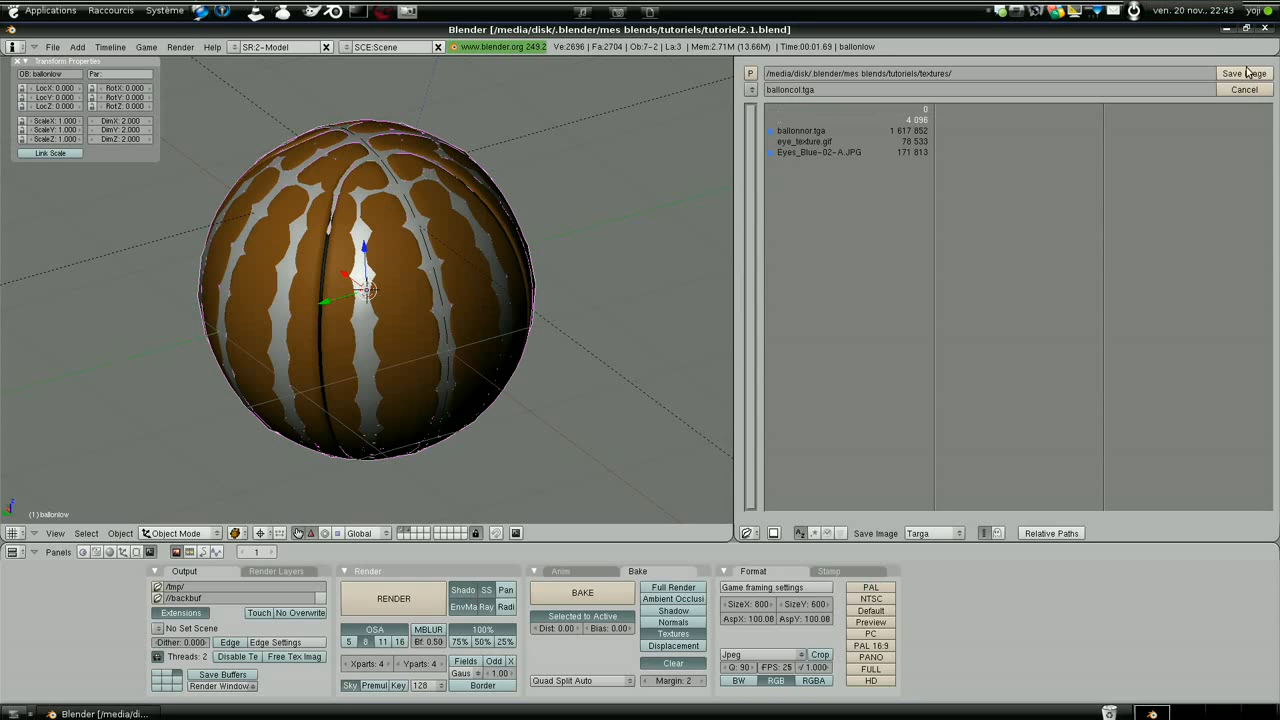 Applications Raccourcis Système ven. 20 nov., 22:43 yoji
Blender [/media/disk/.blender/mes blends/tutoriels/tutoriel2.1.blend]
File Add Timeline Game Render Help SR:2-Model X SCE:Scene X www.blender.org 249.2 Ve:2696 | Fa:2704 | Ob:7-2 | La:3 | Mem:2.71M (13.66M) | Time:00:01.69 | ballonlow
Transform Properties
OB: ballonlow Par:
LocX: 0.000 RotX: 0.000
LocY: 0.000 RotY: 0.000
LocZ: 0.000 RotZ: 0.000
ScaleX: 1.000 DimX: 2.000
ScaleY: 1.000 DimY: 2.000
ScaleZ: 1.000 DimZ: 2.000
Link Scale
P /media/disk/.blender/mes blends/tutoriels/textures/ Save Image
balloncol.tga Cancel
. 0
.. 4 096
ballonnor.tga 1 617 852
eye_texture.gif 78 533
Eyes_Blue-02-A.JPG 171 813
(1) ballonlow
View Select Object Object Mode Global
Save Image Targa Relative Paths
Panels 1
Output Render Layers
/tmp/
//backbuf
Extensions Touch No Overwrite
No Set Scene
Dither: 0.000 Edge Edge Settings
Threads: 2 Disable Te Free Tex Imag
Save Buffers
Render Window
Render
RENDER Shado SS Pan
EnvMa Ray Radi
OSA MBLUR 100%
5 8 11 16 Bf: 0.50 75% 50% 25%
Xparts: 4 Yparts: 4 Fields Odd X
Gaus 1.00
Sky Premul Key 128 Border
Anim Bake
BAKE
Selected to Active
Dist: 0.00 Bias: 0.00
Quad Split Auto
Full Render
Ambient Occlusi
Shadow
Normals
Textures
Displacement
Clear
Margin: 2
Format Stamp
Game framing settings
SizeX: 800 SizeY: 600
AspX: 100.00 AspY: 100.00
Jpeg Crop
Q: 90 FPS: 25 / 1.000
BW RGB RGBA
PAL
NTSC
Default
Preview
PC
PAL 16:9
PANO
FULL
HD
Blender [/media/di...